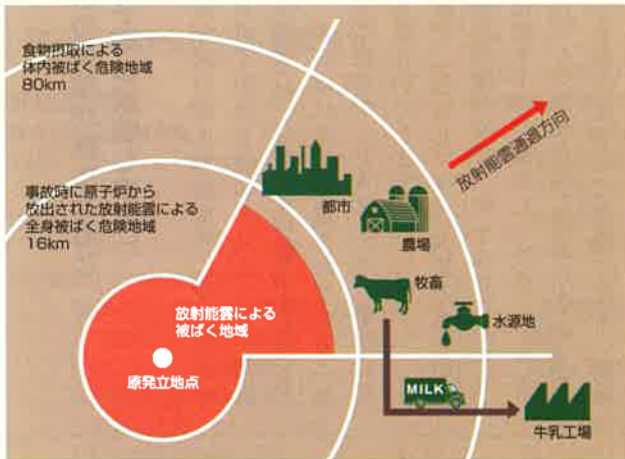 食物摂取による
体内被ばく危険地域
80km
事故時に原子炉から
放出された放射能雲による
全身被ばく危険地域
16km
放射能雲通過方向
都市
農場
牧畜
水源地
放射能雲による
被ばく地域
原発立地点
MILK
牛乳工場